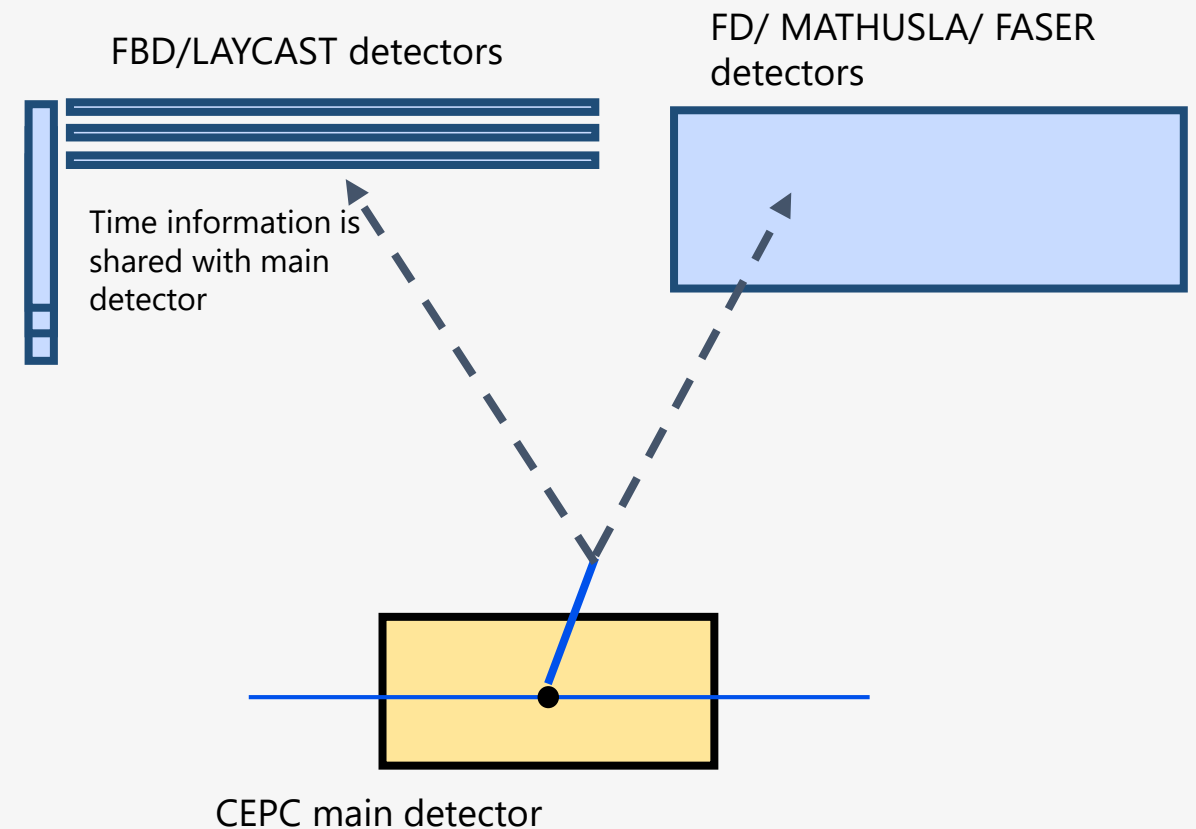 FBD/LAYCAST detectors
FD/ MATHUSLA/ FASER
detectors
Time information is
shared with main
detector
CEPC main detector